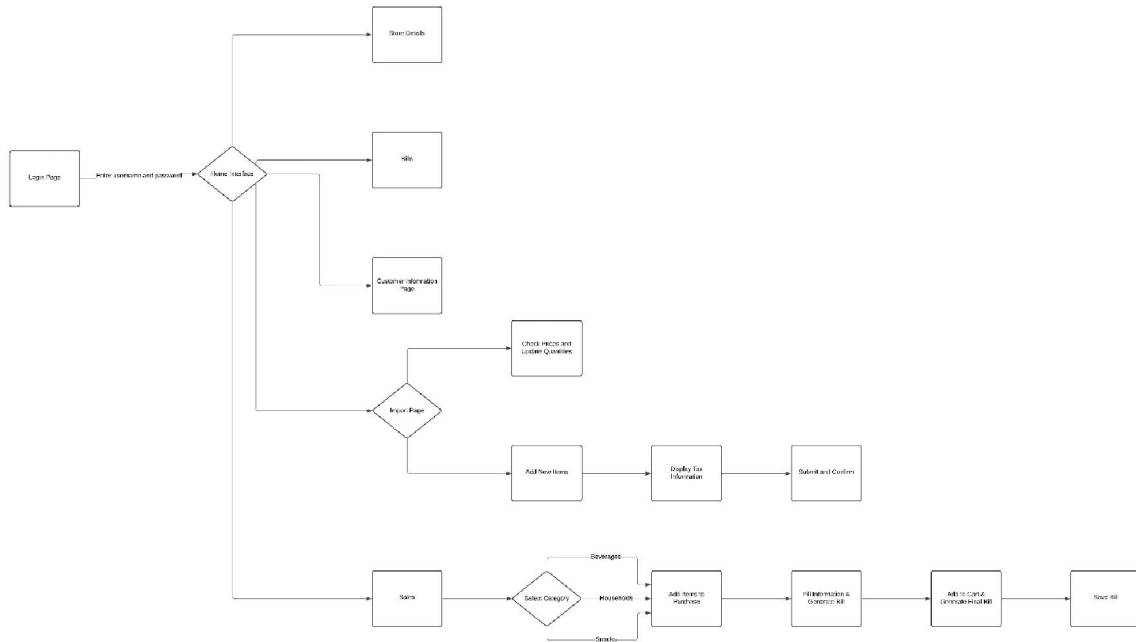 Store Details
Bills
Login Page
Enter username and password
Home Interface
Customer Information
Page
Check Prices and
Update Quantities
Import Page
Add New Items
Display Tax
Information
Submit and Confirm
Beverages
Sales
Select Category
Households
Add Items to
Purchase
Fill Information &
Generate Bill
Add to Cart &
Generate Final Bill
Save Bill
Snacks